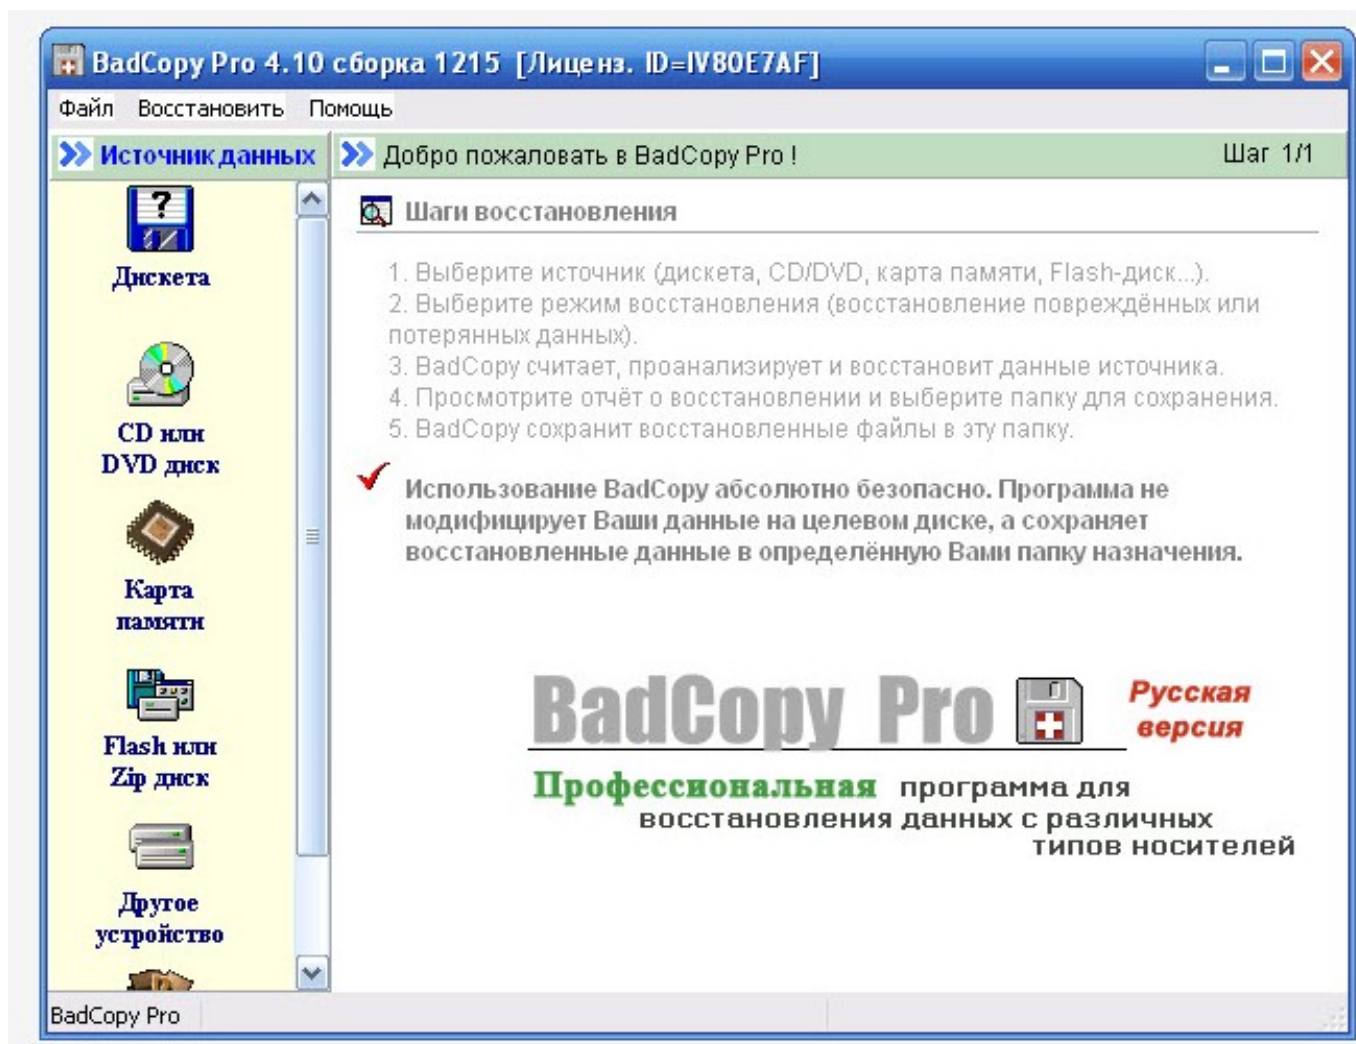 BadCopy Pro 4.10 сборка 1215 [Лиценз. ID=IV80E7AF]
Файл Восстановить Помощь
Источник данных
Добро пожаловать в BadCopy Pro !
Шаг 1/1
Дискета
CD или
DVD диск
Карта
памяти
Flash или
Zip диск
Другое
устройство
Шаги восстановления
1. Выберите источник (дискета, CD/DVD, карта памяти, Flash-диск...).
2. Выберите режим восстановления (восстановление повреждённых или
потерянных данных).
3. BadCopy считает, проанализирует и восстановит данные источника.
4. Просмотрите отчёт о восстановлении и выберите папку для сохранения.
5. BadCopy сохранит восстановленные файлы в эту папку.
Использование BadCopy абсолютно безопасно. Программа не
модифицирует Ваши данные на целевом диске, а сохраняет
восстановленные данные в определённую Вами папку назначения.
BadCopy Pro
Русская
версия
Профессиональная программа для
восстановления данных с различных
типов носителей
BadCopy Pro